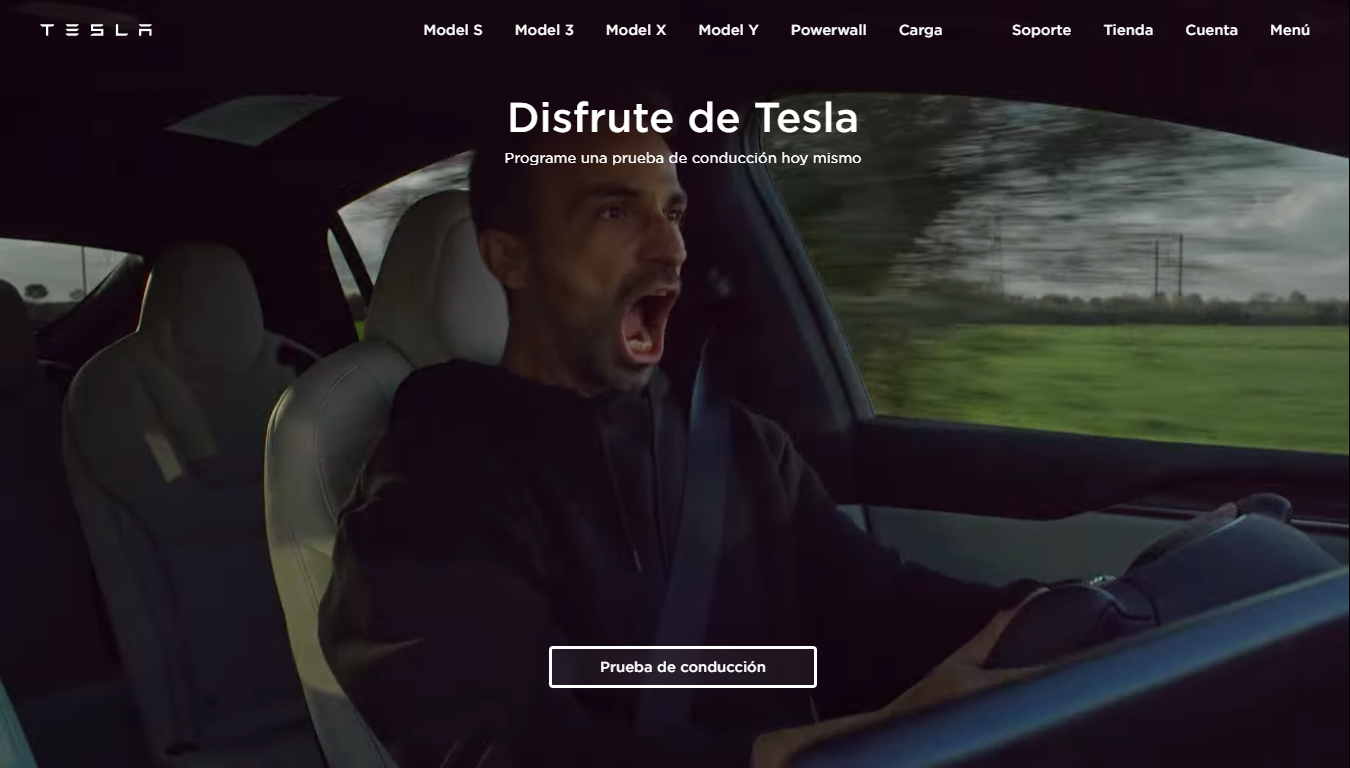 TESLA Model S Model 3 Model X Model Y Powerwall Carga Soporte Tienda Cuenta Menú
Disfrute de Tesla
Programe una prueba de conducción hoy mismo
Prueba de conducción